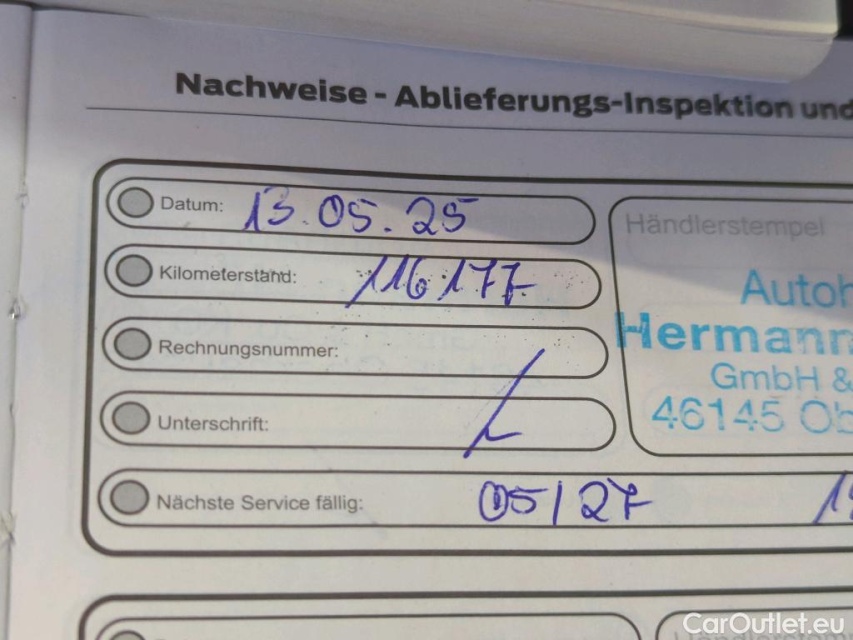 Nachweise - Ablieferungs-Inspektion und
Datum: 13.05.25
Kilometerstand: 116177
Rechnungsnummer:
Unterschrift:
Nächste Service fällig: 05/27
Händlerstempel
Autoh
Hermann
GmbH &
46145 Ob
CarOutlet.eu